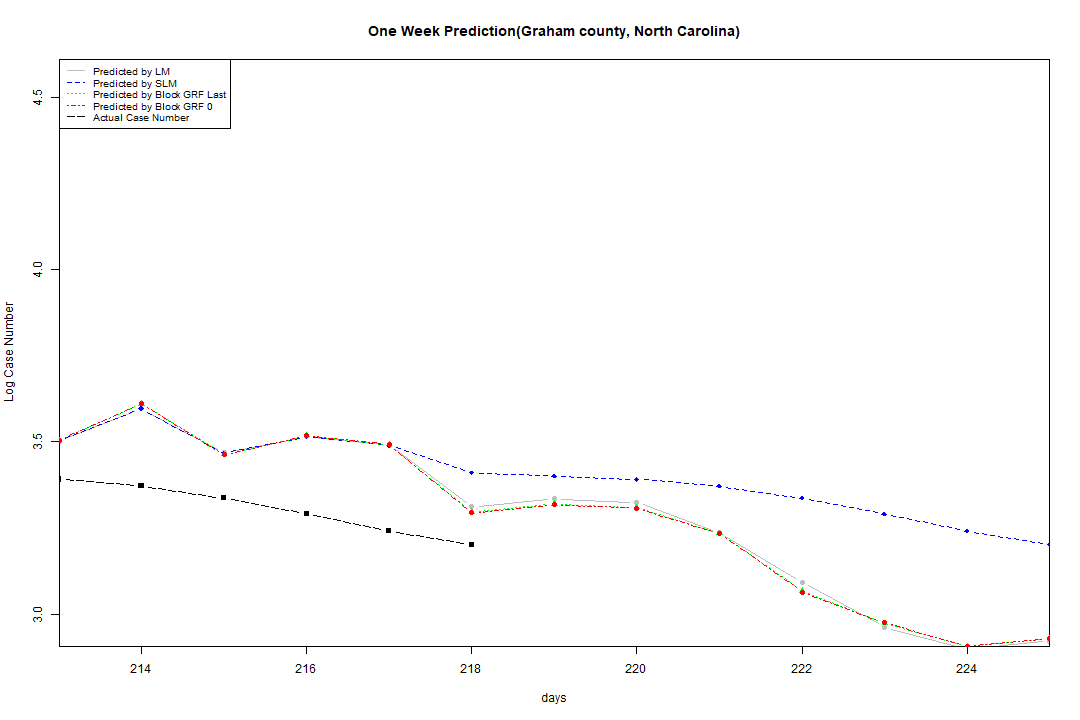 One Week Prediction(Graham county, North Carolina)
Predicted by LM
Predicted by SLM
Predicted by Block GRF Last
Predicted by Block GRF 0
Actual Case Number
4.5
4.0
3.5
3.0
Log Case Number
214 216 218 220 222 224
days